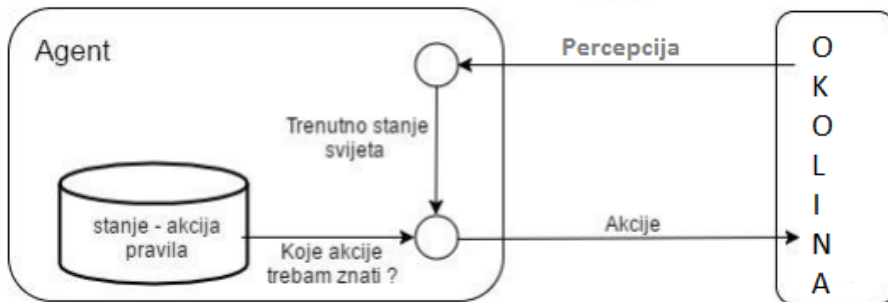 Agent
Percepcija
Trenutno stanje
svijeta
stanje - akcija
pravila
Koje akcije
trebam znati ?
Akcije
O
K
O
L
I
N
A